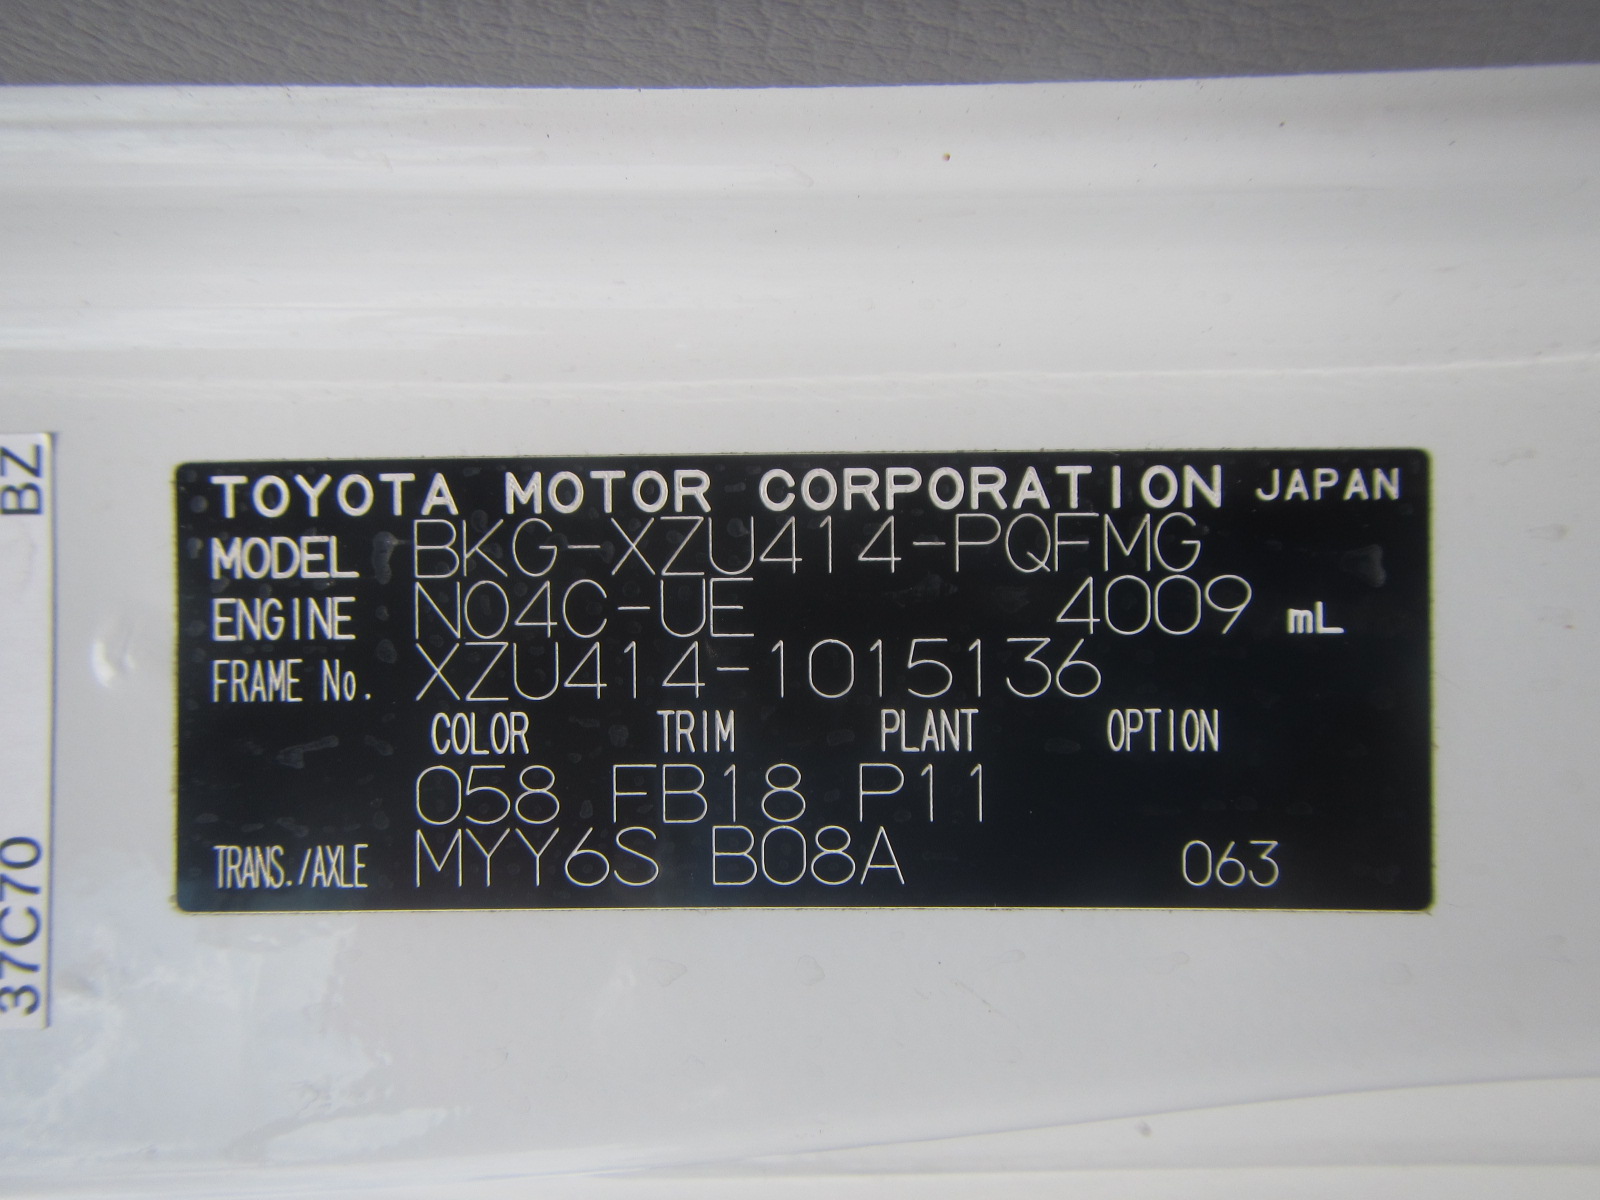 TOYOTA MOTOR CORPORATION JAPAN
MODEL BKG-XZU414-PQFMG
ENGINE N04C-UE 4009 mL
FRAME No. XZU414-1015136
COLOR TRIM PLANT OPTION
058 FB18 P11
TRANS./AXLE MYY6S B08A 063
37C70 BZ